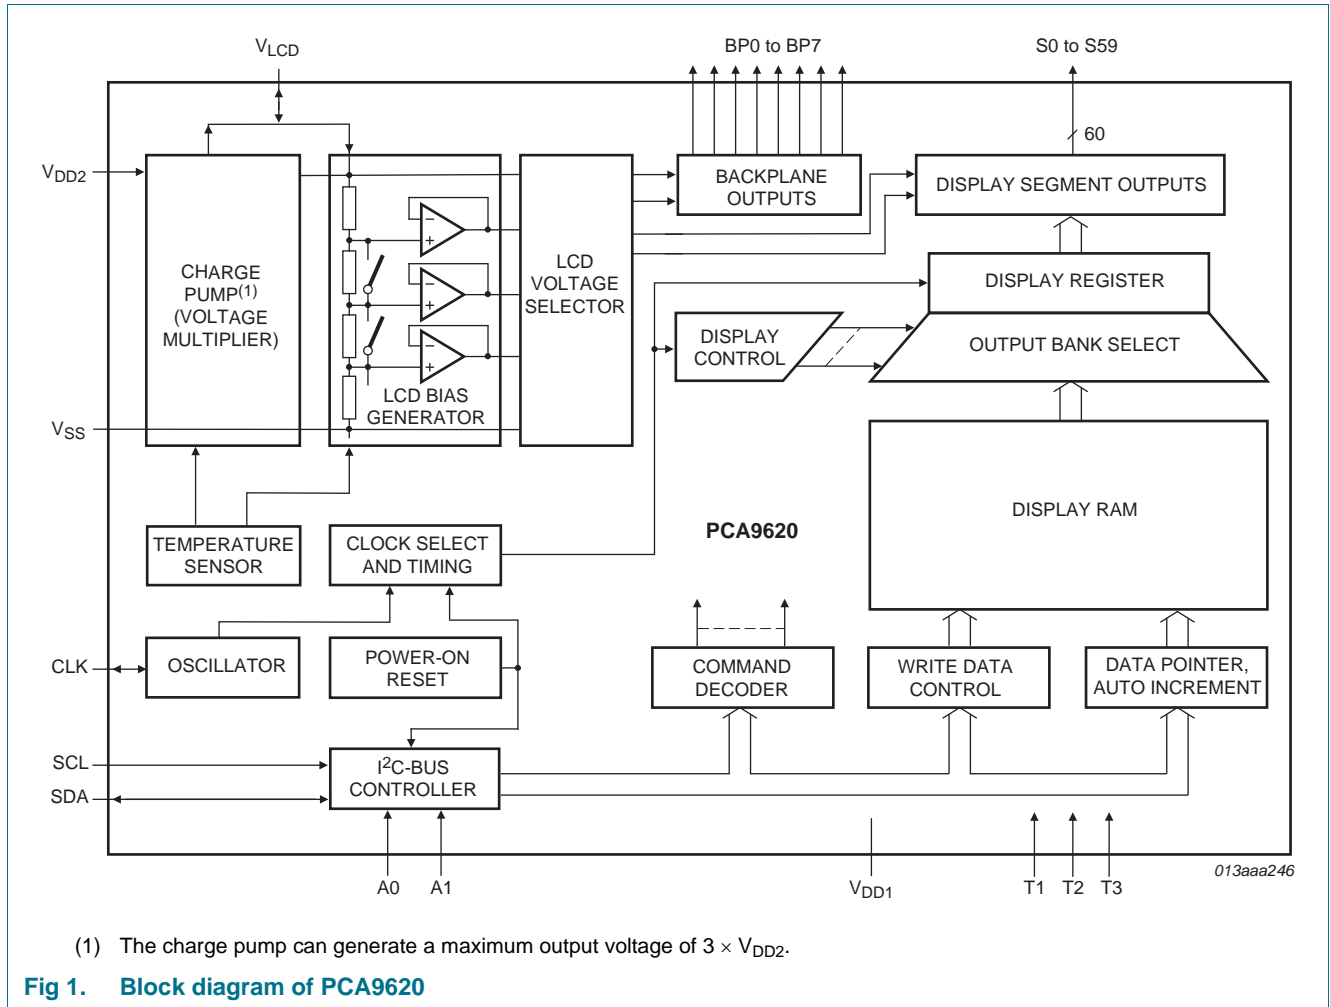 VLCD
BP0 to BP7
S0 to S59
60
VDD2
BACKPLANE
OUTPUTS
DISPLAY SEGMENT OUTPUTS
−
+
CHARGE
PUMP(1)
(VOLTAGE
MULTIPLIER)
LCD
VOLTAGE
SELECTOR
−
+
DISPLAY REGISTER
DISPLAY
CONTROL
OUTPUT BANK SELECT
−
+
LCD BIAS
GENERATOR
VSS
DISPLAY RAM
PCA9620
TEMPERATURE
SENSOR
CLOCK SELECT
AND TIMING
CLK
OSCILLATOR
POWER-ON
RESET
COMMAND
DECODER
WRITE DATA
CONTROL
DATA POINTER,
AUTO INCREMENT
SCL
SDA
I2C-BUS
CONTROLLER
A0
A1
VDD1
T1
T2
T3
013aaa246
(1) The charge pump can generate a maximum output voltage of 3 × VDD2.
Fig 1. Block diagram of PCA9620